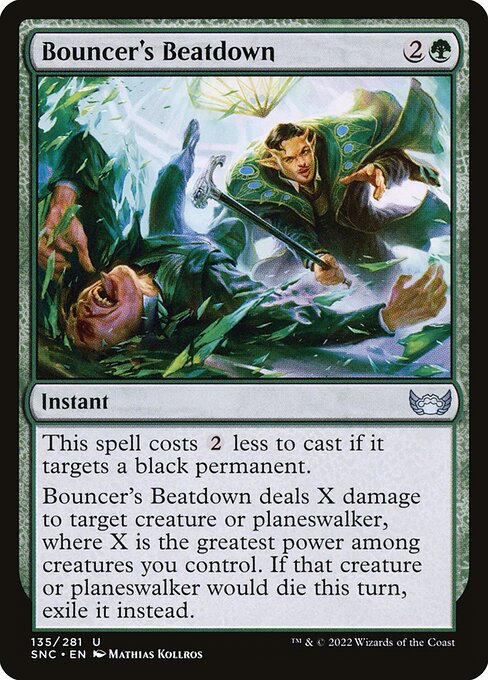 Bouncer's Beatdown 2
Instant
This spell costs 2 less to cast if it
targets a black permanent.
Bouncer's Beatdown deals X damage
to target creature or planeswalker,
where X is the greatest power among
creatures you control. If that creature
or planeswalker would die this turn,
exile it instead.
135/281 U
SNC • EN Mathias Kollros
™ & © 2022 Wizards of the Coast